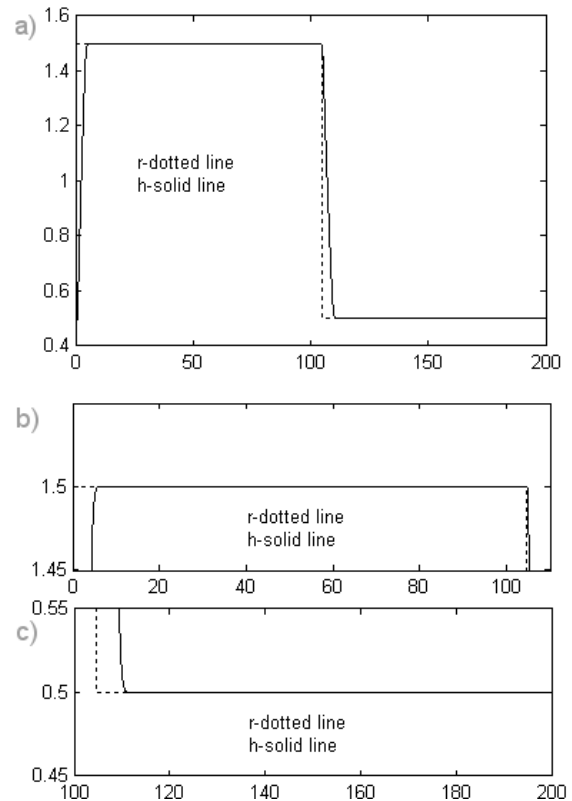 a)
1.6
1.4
1.2
1
0.8
0.6
0.4
r-dotted line
h-solid line
0 50 100 150 200
b)
1.5
1.45
r-dotted line
h-solid line
0 20 40 60 80 100
c)
0.55
0.5
0.45
r-dotted line
h-solid line
100 120 140 160 180 200